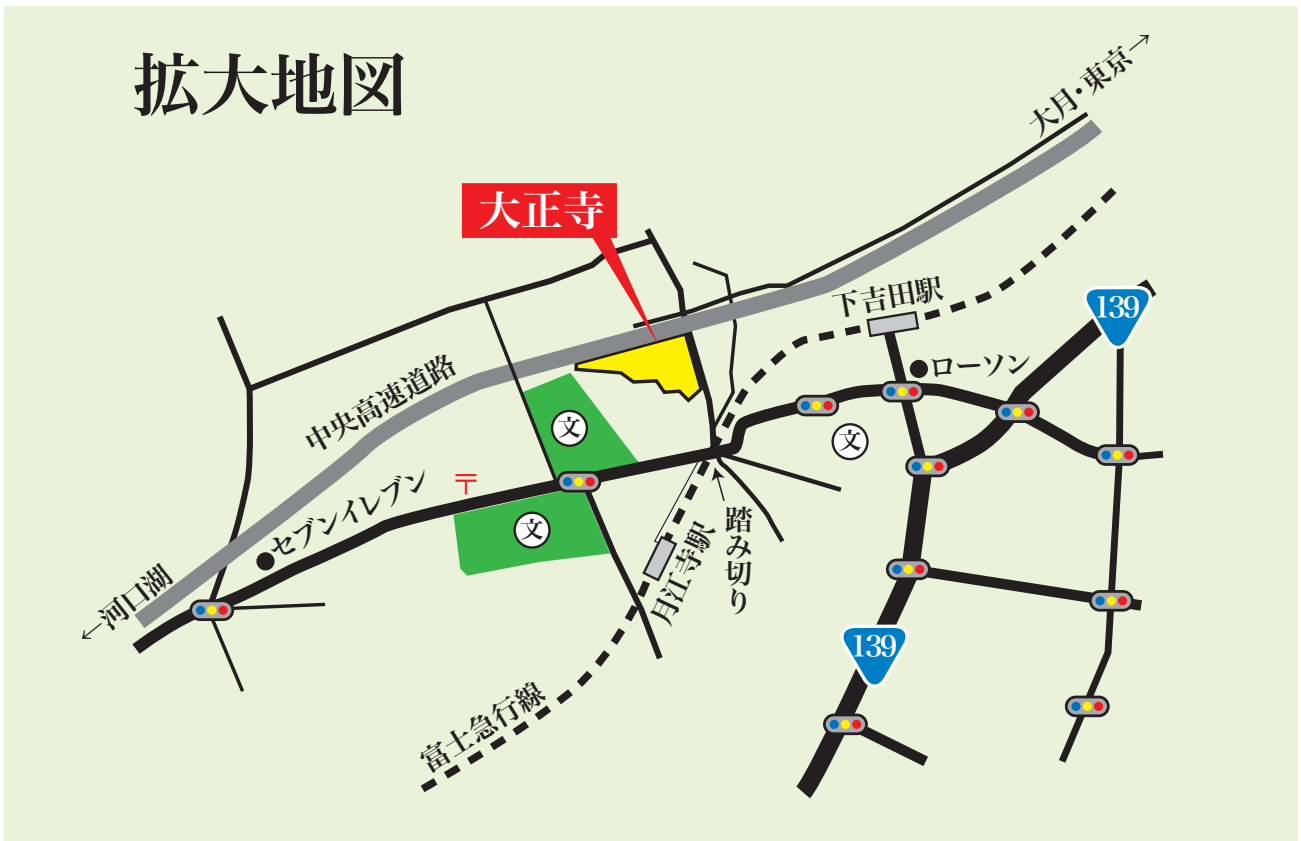 拡大地図
大月・東京→
大正寺
下吉田駅
139
ローソン
中央高速道路
文
文
〒
セブンイレブン
文
踏み切り
月江寺駅
←河口湖
139
富士急行線